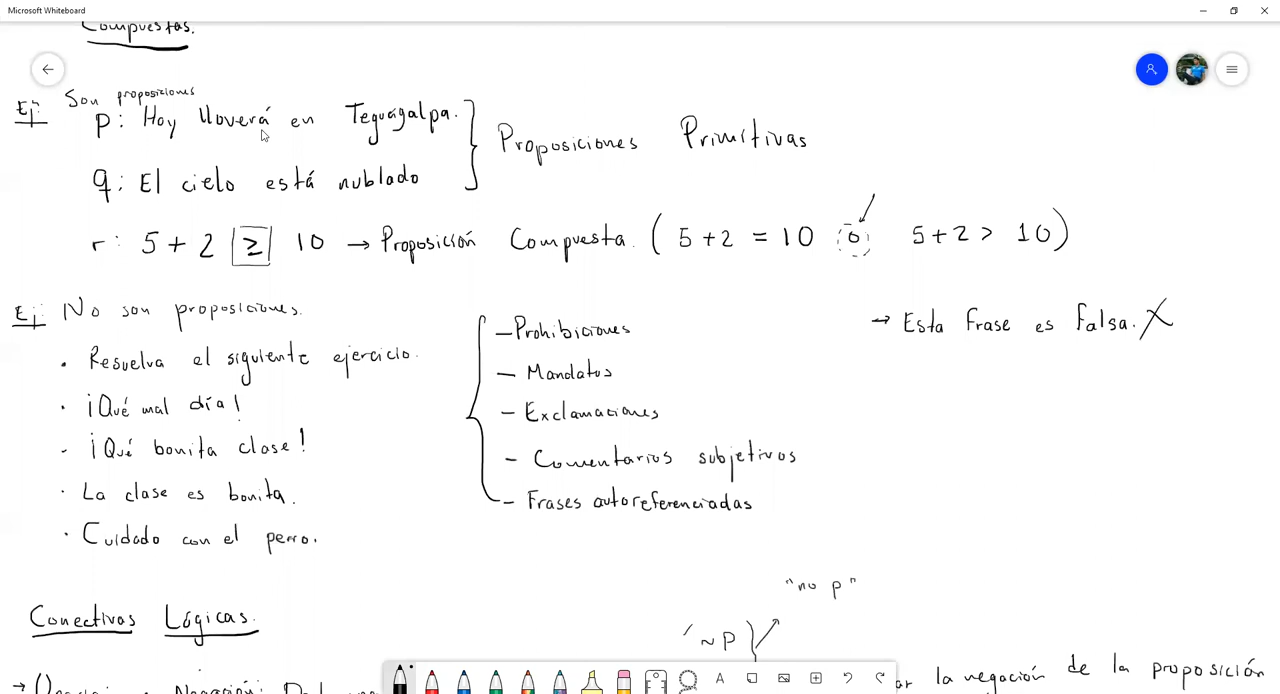 Microsoft Whiteboard
Compuestas.
Ej: Son proposiciones
p: Hoy lloverá en Teguágalpa.
q: El cielo está nublado
Proposiciones Primitivas
r: 5 + 2 ≥ 10 → Proposición Compuesta. ( 5 + 2 = 10 o 5 + 2 > 10 )
Ej: No son proposiciones.
• Resuelva el siguiente ejercicio.
• ¡Qué mal día!
• ¡Qué bonita clase!
• La clase es bonita.
• Cuidado con el perro.
– Prohibiciones
– Mandatos
– Exclamaciones
– Comentarios subjetivos
– Frases autoreferenciadas
→ Esta Frase es Falsa. X
Conectivas Lógicas.
"no p"
~p
Negación:
la negación de la proposición